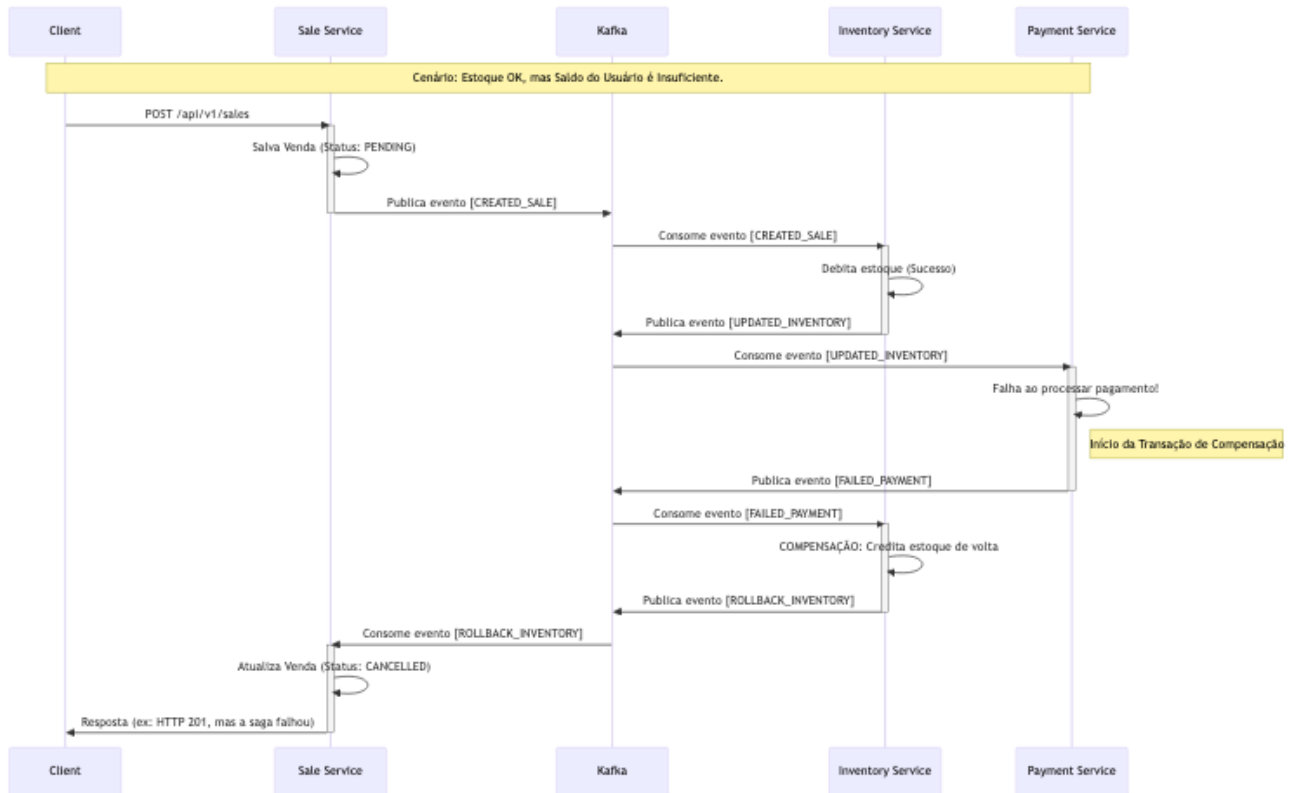 Client
Sale Service
Kafka
Inventory Service
Payment Service
Cenário: Estoque OK, mas Saldo do Usuário é Insuficiente.
POST /api/v1/sales
Salva Venda (Status: PENDING)
Publica evento [CREATED_SALE]
Consome evento [CREATED_SALE]
Debita estoque (Sucesso)
Publica evento [UPDATED_INVENTORY]
Consome evento [UPDATED_INVENTORY]
Falha ao processar pagamento!
Início da Transação de Compensação
Publica evento [FAILED_PAYMENT]
Consome evento [FAILED_PAYMENT]
COMPENSAÇÃO: Credita estoque de volta
Publica evento [ROLLBACK_INVENTORY]
Consome evento [ROLLBACK_INVENTORY]
Atualiza Venda (Status: CANCELLED)
Resposta (ex: HTTP 201, mas a saga falhou)
Client
Sale Service
Kafka
Inventory Service
Payment Service